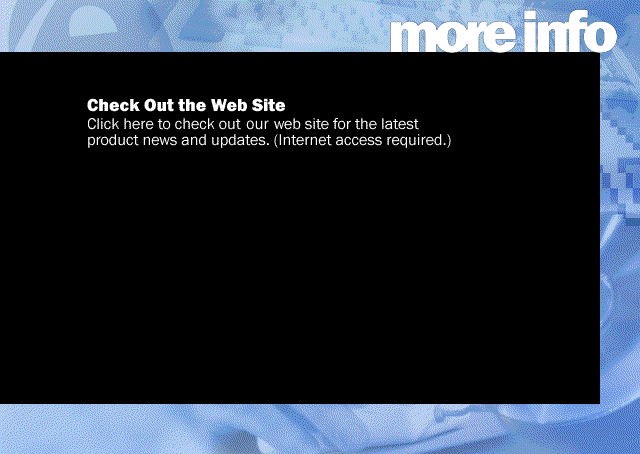 more info
Check Out the Web Site
Click here to check out our web site for the latest
product news and updates. (Internet access required.)